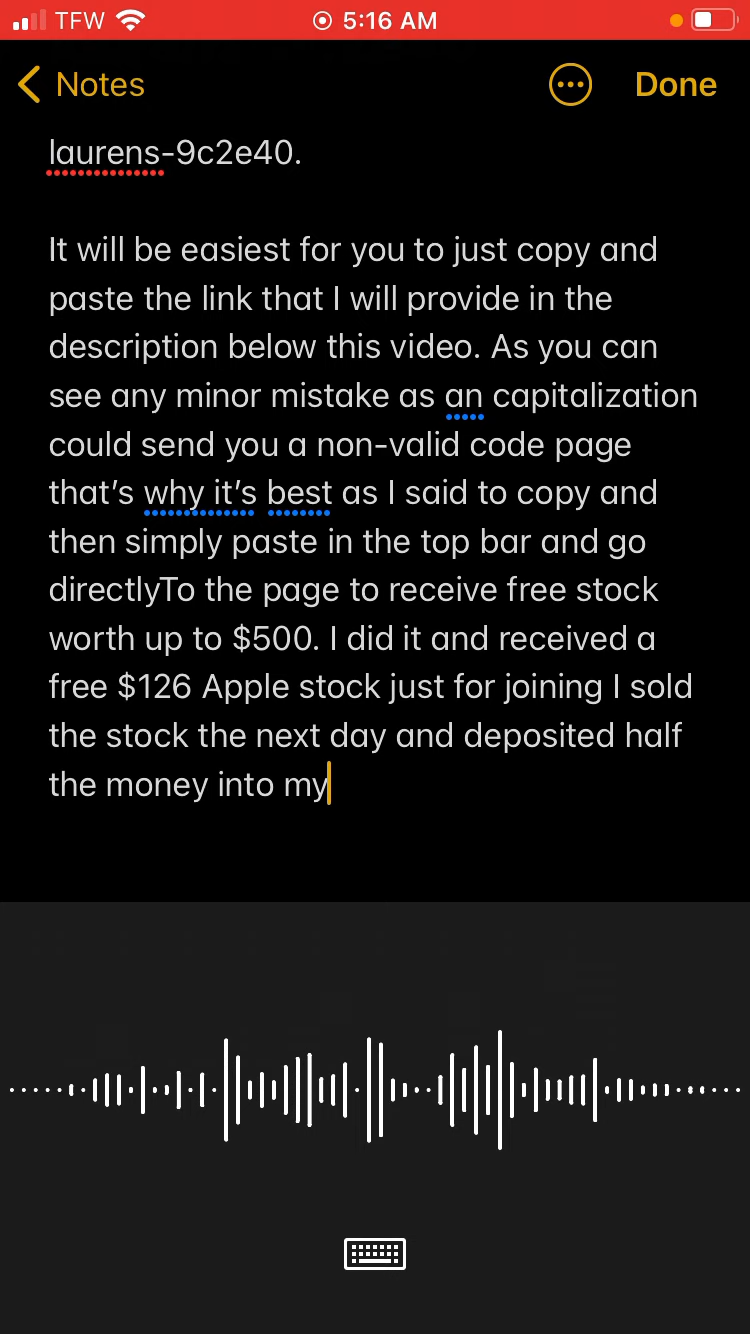 TFW 5:16 AM
Notes Done
laurens-9c2e40.
It will be easiest for you to just copy and
paste the link that I will provide in the
description below this video. As you can
see any minor mistake as an capitalization
could send you a non-valid code page
that's why it's best as I said to copy and
then simply paste in the top bar and go
directlyTo the page to receive free stock
worth up to $500. I did it and received a
free $126 Apple stock just for joining I sold
the stock the next day and deposited half
the money into my